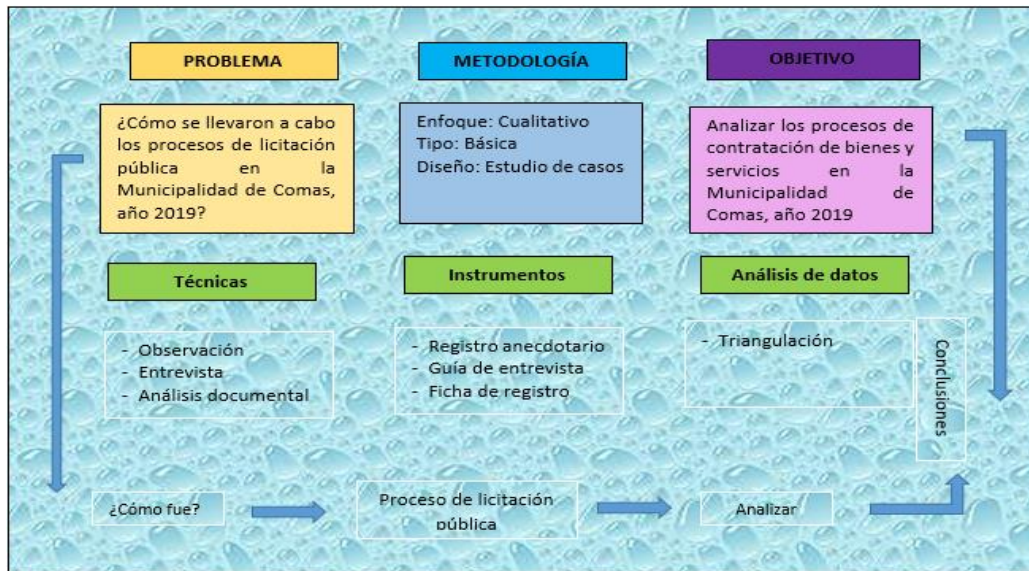 PROBLEMA
METODOLOGÍA
OBJETIVO
¿Cómo se llevaron a cabo
los procesos de licitación
pública en la
Municipalidad de Comas,
año 2019?
Enfoque: Cualitativo
Tipo: Básica
Diseño: Estudio de casos
Analizar los procesos de
contratación de bienes y
servicios en la
Municipalidad de
Comas, año 2019
Técnicas
Instrumentos
Análisis de datos
- Observación
- Entrevista
- Análisis documental
- Registro anecdotario
- Guía de entrevista
- Ficha de registro
- Triangulación
Conclusiones
¿Cómo fue?
Proceso de licitación
pública
Analizar